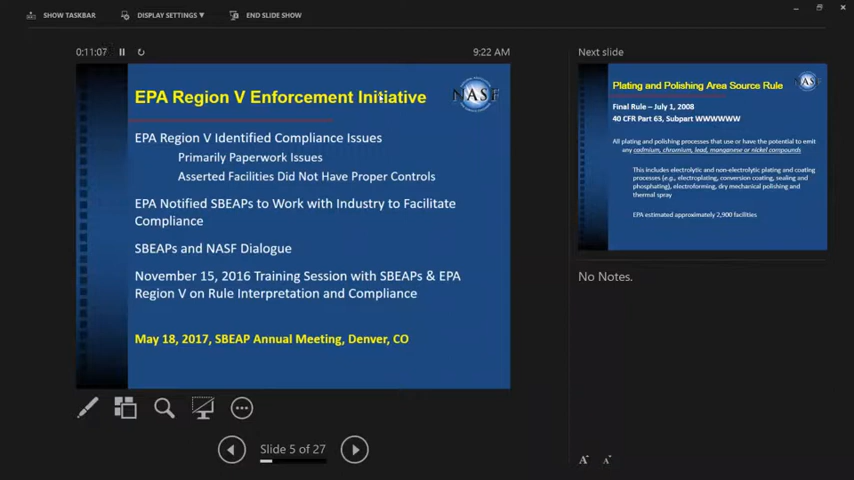 SHOW TASKBAR
DISPLAY SETTINGS ▼
END SLIDE SHOW
0:11:07
9:22 AM
EPA Region V Enforcement Initiative
NASF
EPA Region V Identified Compliance Issues
Primarily Paperwork Issues
Asserted Facilities Did Not Have Proper Controls
EPA Notified SBEAPs to Work with Industry to Facilitate
Compliance
SBEAPs and NASF Dialogue
November 15, 2016 Training Session with SBEAPs & EPA
Region V on Rule Interpretation and Compliance
May 18, 2017, SBEAP Annual Meeting, Denver, CO
Slide 5 of 27
Next slide
Plating and Polishing Area Source Rule
NASF
Final Rule – July 1, 2008
40 CFR Part 63, Subpart WWWWWW
All plating and polishing processes that use or have the potential to emit
any cadmium, chromium, lead, manganese or nickel compounds
This includes electrolytic and non-electrolytic plating and coating
processes (e.g., electroplating, conversion coating, sealing and
phosphating), electroforming, dry mechanical polishing and
thermal spray
EPA estimated approximately 2,900 facilities
No Notes.
A A